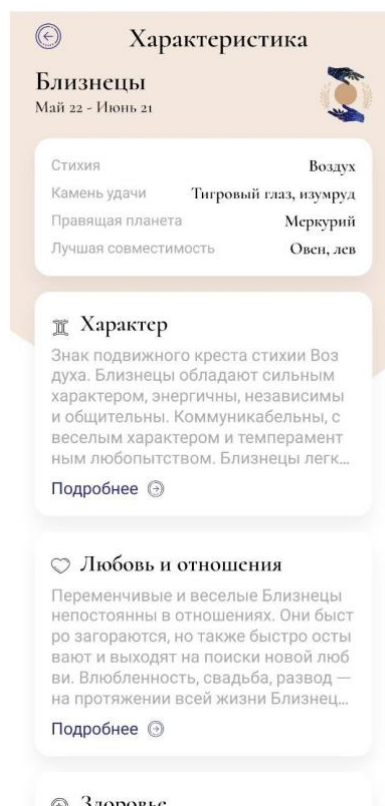 Характеристика
Близнецы
Май 22 - Июнь 21
Стихия Воздух
Камень удачи Тигровый глаз, изумруд
Правящая планета Меркурий
Лучшая совместимость Овен, лев
Характер
Знак подвижного креста стихии Воз
духа. Близнецы обладают сильным
характером, энергичны, независимы
и общительны. Коммуникабельны, с
веселым характером и темперамент
ным любопытством. Близнецы легк...
Подробнее
Любовь и отношения
Переменчивые и веселые Близнецы
непостоянны в отношениях. Они быст
ро загораются, но также быстро осты
вают и выходят на поиски новой люб
ви. Влюбленность, свадьба, развод —
на протяжении всей жизни Близнец...
Подробнее
Здоровье